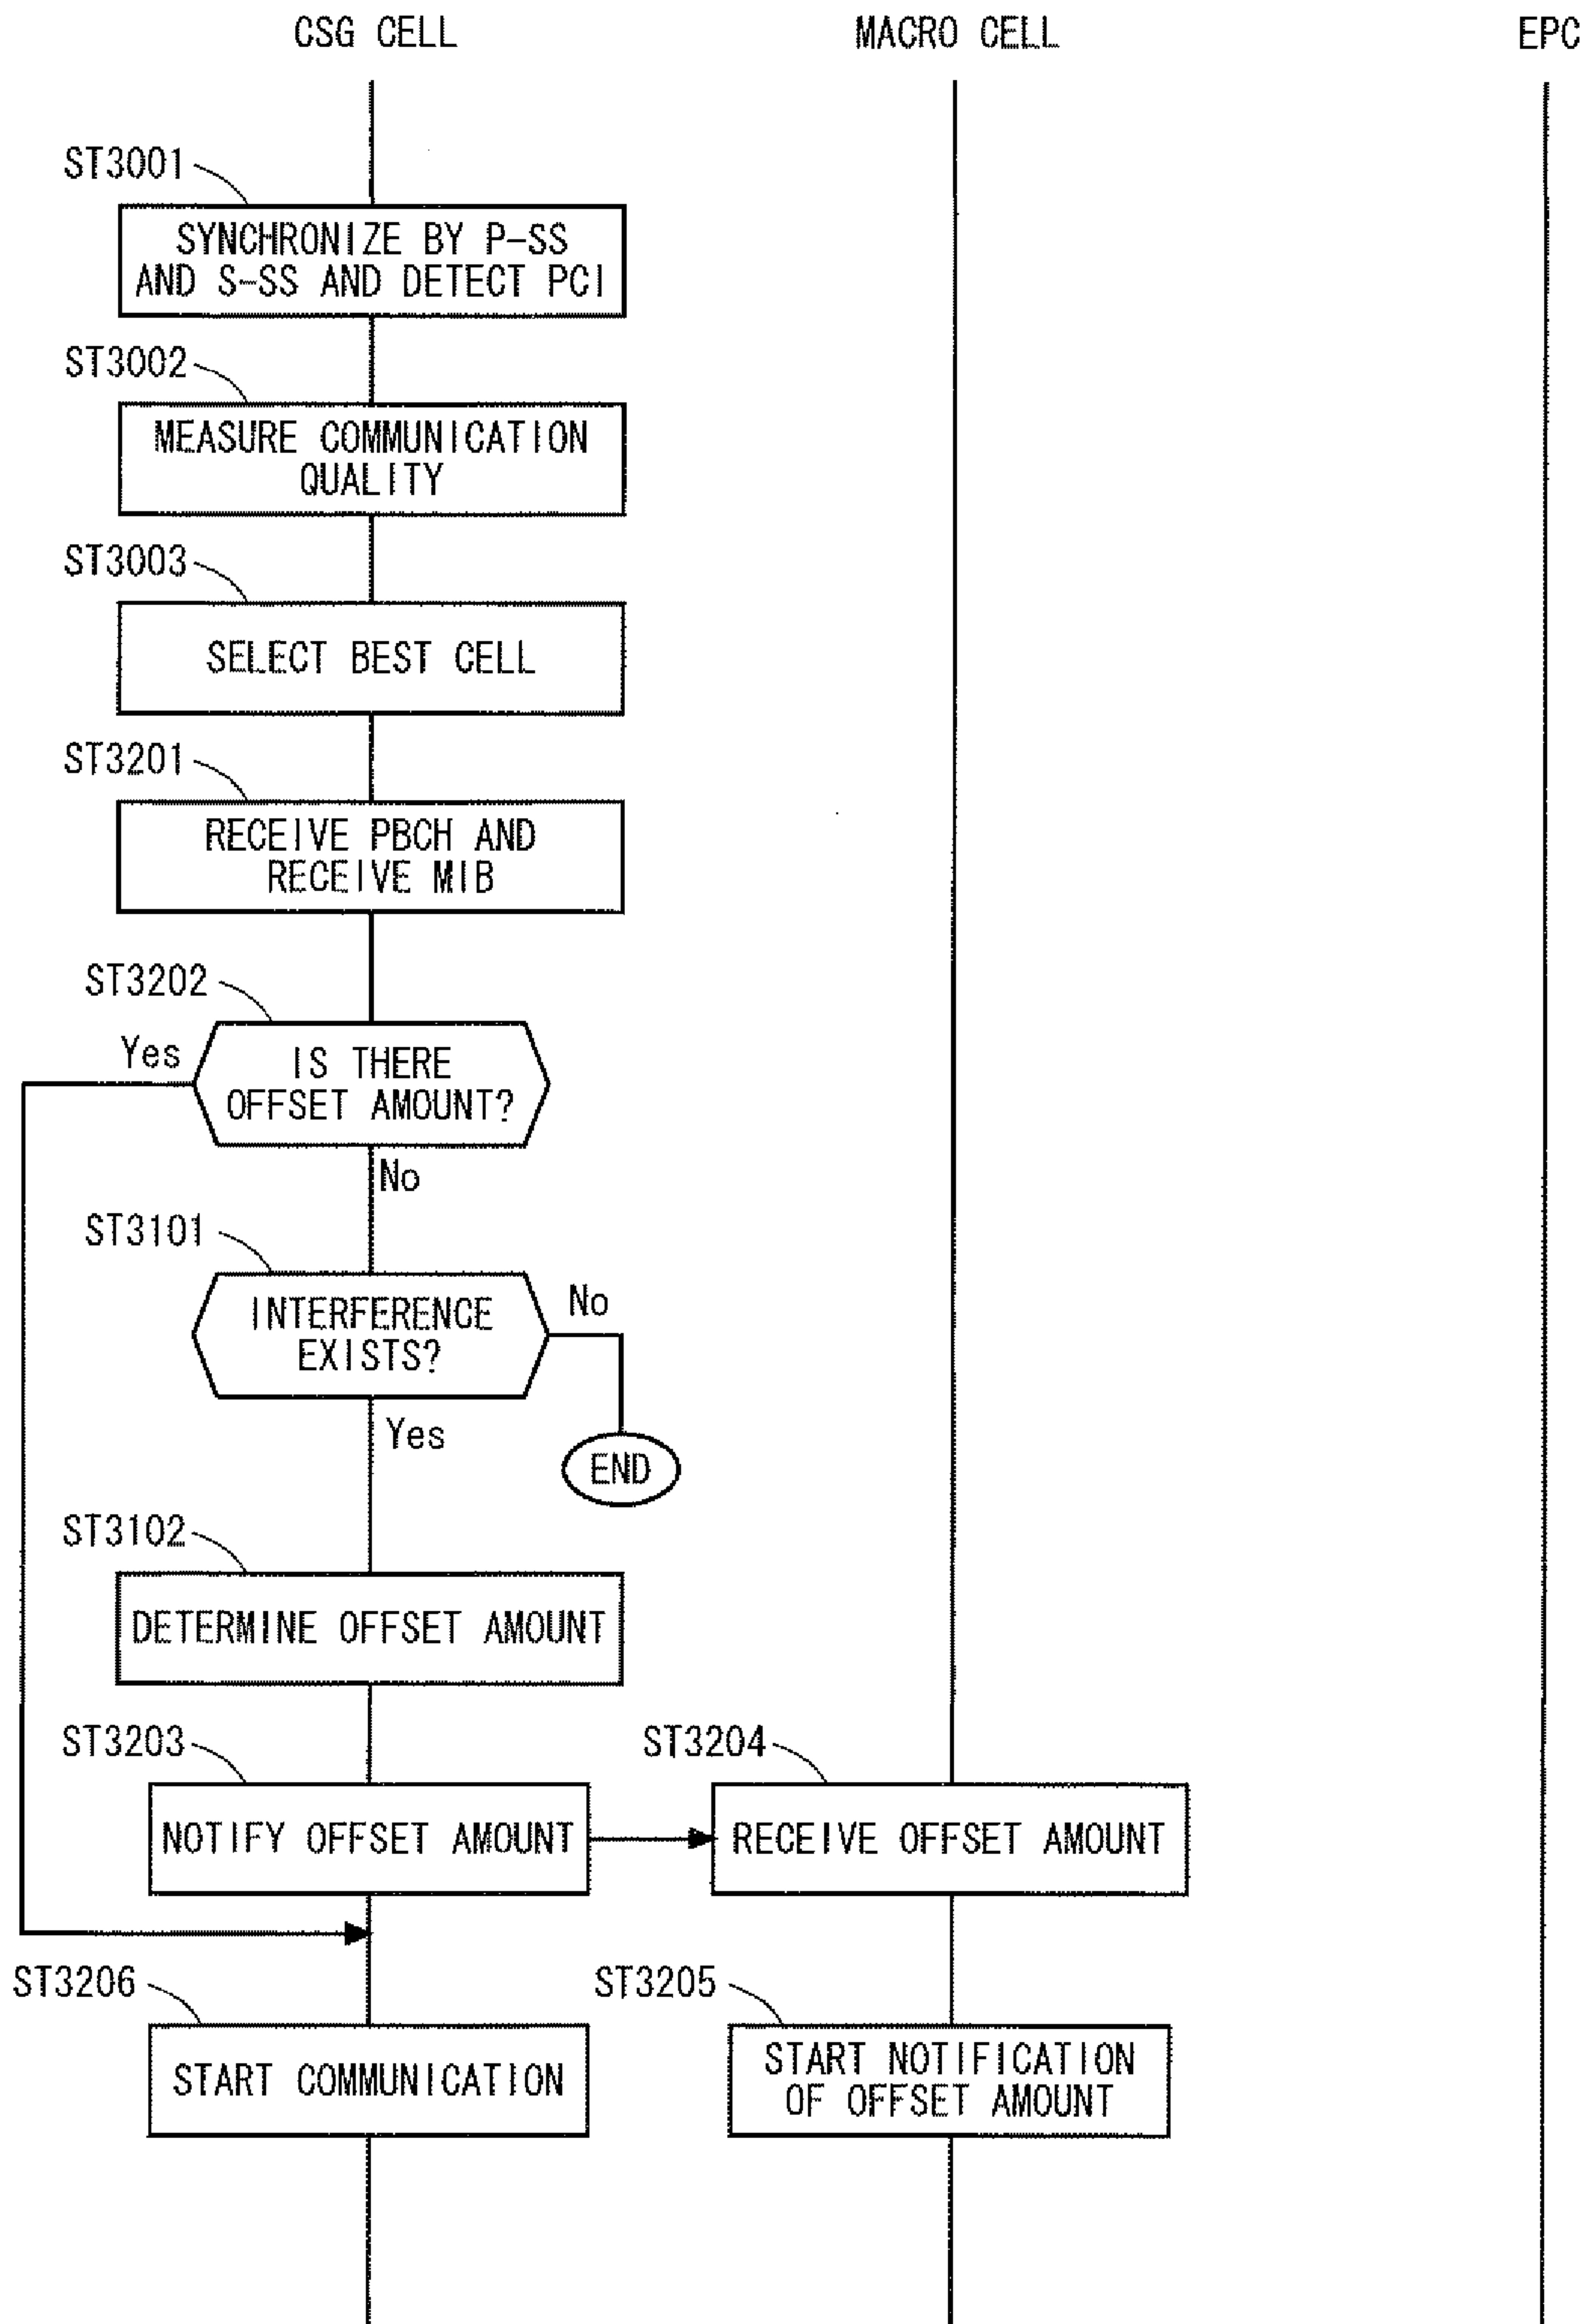 CSG CELL
MACRO CELL
EPC
ST3001
SYNCHRONIZE BY P-SS
AND S-SS AND DETECT PCI
ST3002
MEASURE COMMUNICATION
QUALITY
ST3003
SELECT BEST CELL
ST3201
RECEIVE PBCH AND
RECEIVE MIB
ST3202
Yes
IS THERE
OFFSET AMOUNT?
No
ST3101
INTERFERENCE
EXISTS?
No
Yes
END
ST3102
DETERMINE OFFSET AMOUNT
ST3203
NOTIFY OFFSET AMOUNT
ST3204
RECEIVE OFFSET AMOUNT
ST3206
START COMMUNICATION
ST3205
START NOTIFICATION
OF OFFSET AMOUNT